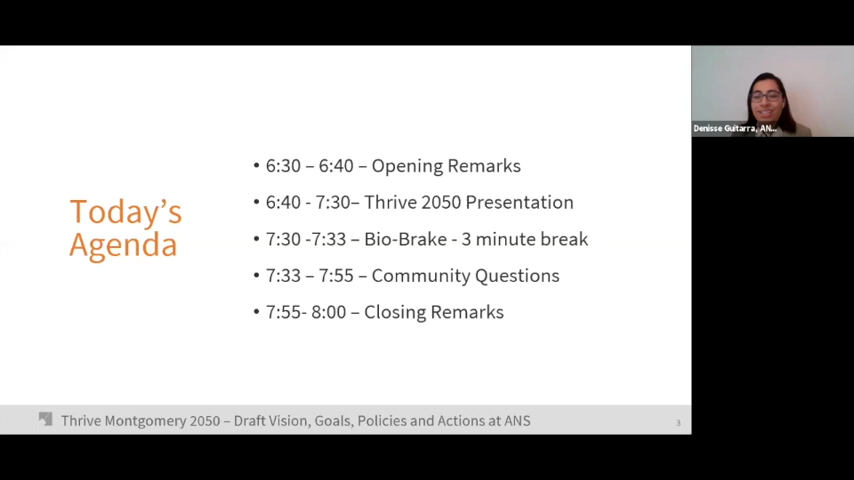 Today's
Agenda
• 6:30 – 6:40 – Opening Remarks
• 6:40 - 7:30– Thrive 2050 Presentation
• 7:30 -7:33 – Bio-Brake - 3 minute break
• 7:33 – 7:55 – Community Questions
• 7:55- 8:00 – Closing Remarks
Thrive Montgomery 2050 – Draft Vision, Goals, Policies and Actions at ANS
3
Denisse Guitarra, AN...